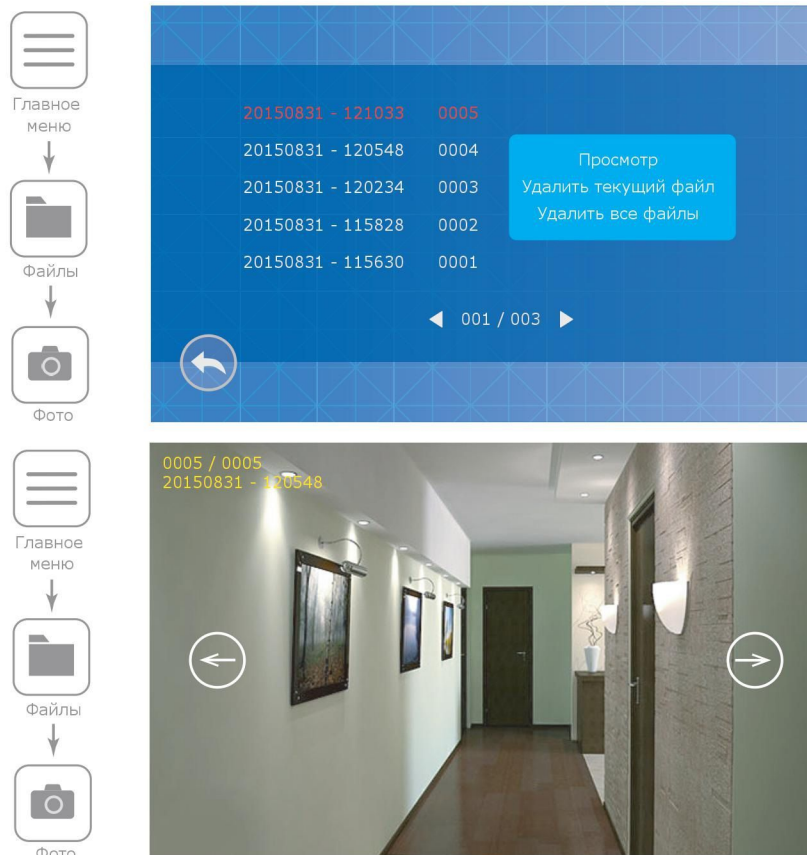 Главное
меню
Файлы
Фото
20150831 - 121033 0005
20150831 - 120548 0004
20150831 - 120234 0003
20150831 - 115828 0002
20150831 - 115630 0001
Просмотр
Удалить текущий файл
Удалить все файлы
001 / 003
Главное
меню
Файлы
Фото
0005 / 0005
20150831 - 120548